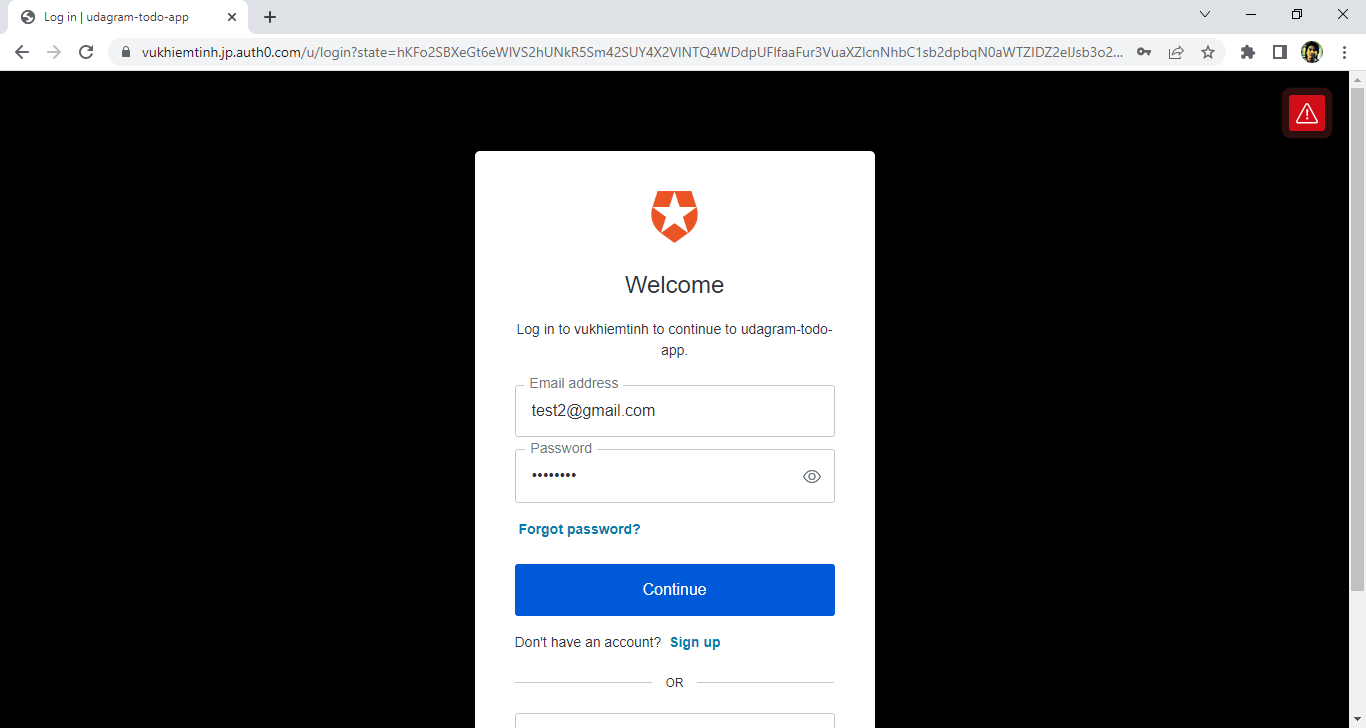 Log in | udagram-todo-app
vukhiemtinh.jp.auth0.com/u/login?state=hKFo2SBXeGt6eWlVS2hUNkR5Sm42SUY4X2VINTQ4WDdpUFlfaaFur3VuaXZlcnNhbC1sb2dpbqN0aWTZIDZ2elJsb3o2...
Welcome
Log in to vukhiemtinh to continue to udagram-todo-
app.
Email address
test2@gmail.com
Password
••••••••
Forgot password?
Continue
Don't have an account? Sign up
OR